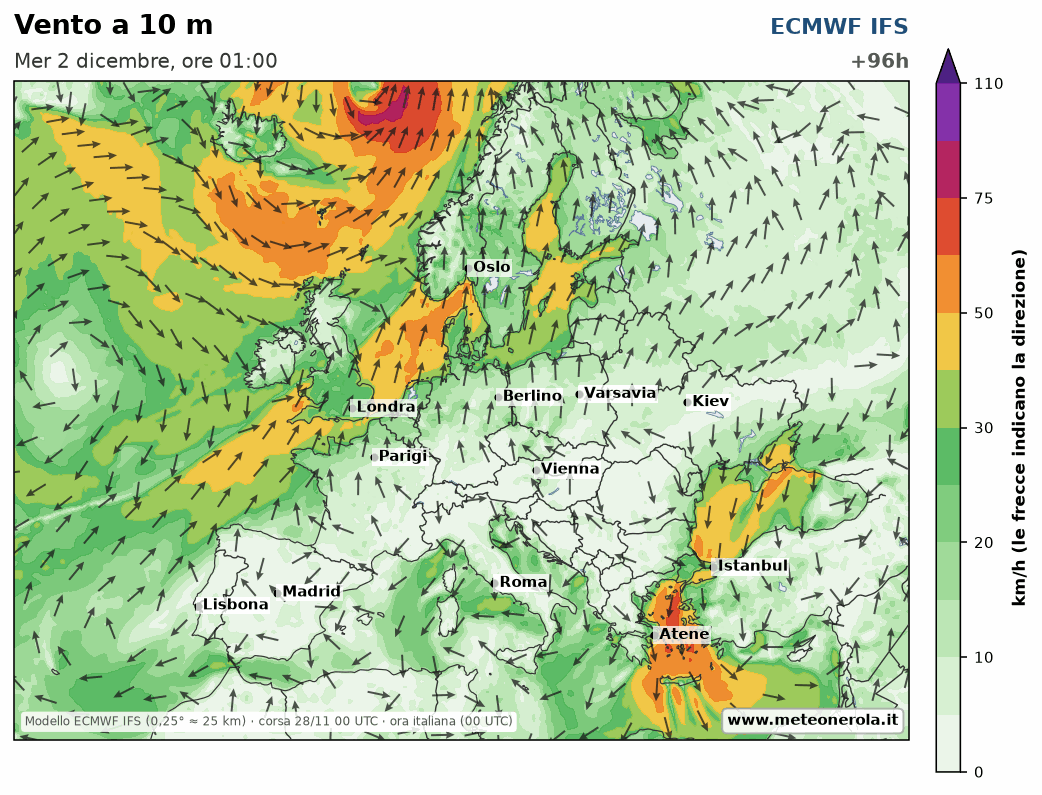 Vento a 10 m
ECMWF IFS
Mer 2 dicembre, ore 01:00
+96h
110
75
50
30
20
10
0
km/h (le frecce indicano la direzione)
Oslo
Londra
Berlino
Varsavia
Kiev
Parigi
Vienna
Istanbul
Roma
Madrid
Lisbona
Atene
Modello ECMWF IFS (0,25° ≈ 25 km) · corsa 28/11 00 UTC · ora italiana (00 UTC)
www.meteonerola.it